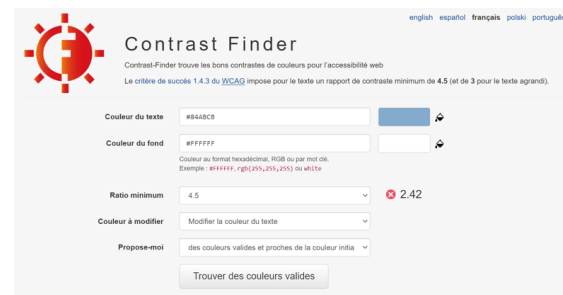 english español français polski português
Contrast Finder
Contrast-Finder trouve les bons contrastes de couleurs pour l'accessibilité web
Le critère de succès 1.4.3 du WCAG impose pour le texte un rapport de contraste minimum de 4.5 (et de 3 pour le texte agrandi).
Couleur du texte #84ABCB
Couleur du fond #FFFFFF
Couleur au format hexadécimal, RGB ou par mot clé.
Exemple : #FFFFFF, rgb(255,255,255) ou white
Ratio minimum 4.5 2.42
Couleur à modifier Modifier la couleur du texte
Propose-moi des couleurs valides et proches de la couleur initia
Trouver des couleurs valides